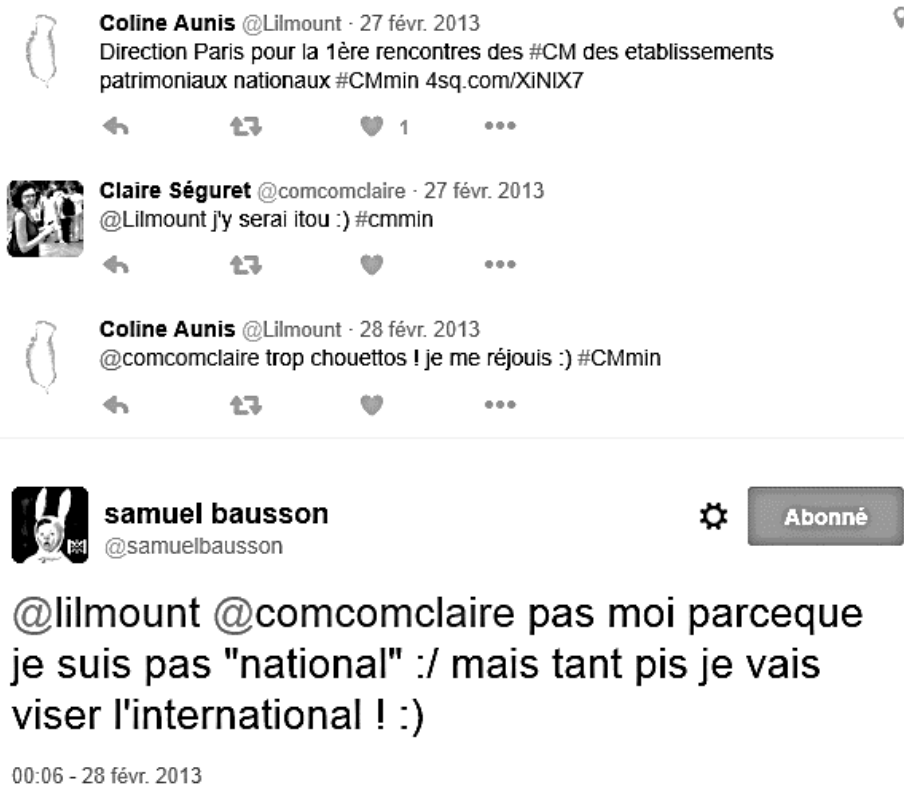 Coline Aunis @Lilmount · 27 févr. 2013
Direction Paris pour la 1ère rencontres des #CM des etablissements
patrimoniaux nationaux #CMmin 4sq.com/XiNlX7
1
Claire Séguret @comcomclaire · 27 févr. 2013
@Lilmount j'y serai itou :) #cmmin
Coline Aunis @Lilmount · 28 févr. 2013
@comcomclaire trop chouettos ! je me réjouis :) #CMmin
samuel bausson
Abonné
@samuelbausson
@lilmount @comcomclaire pas moi parceque
je suis pas "national" :/ mais tant pis je vais
viser l'international ! :)
00:06 - 28 févr. 2013